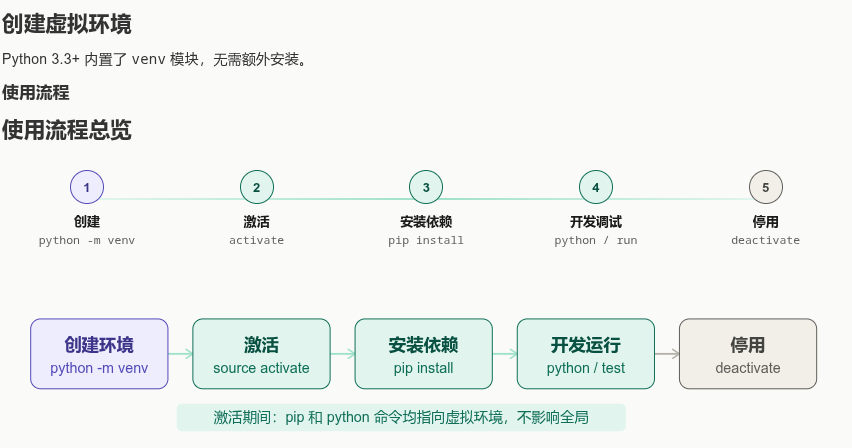 创建虚拟环境
Python 3.3+ 内置了 venv 模块，无需额外安装。
使用流程
使用流程总览
1 2 3 4 5
创建 激活 安装依赖 开发调试 停用
python -m venv activate pip install python / run deactivate
创建环境 激活 安装依赖 开发运行 停用
python -m venv source activate pip install python / test deactivate
激活期间：pip 和 python 命令均指向虚拟环境，不影响全局